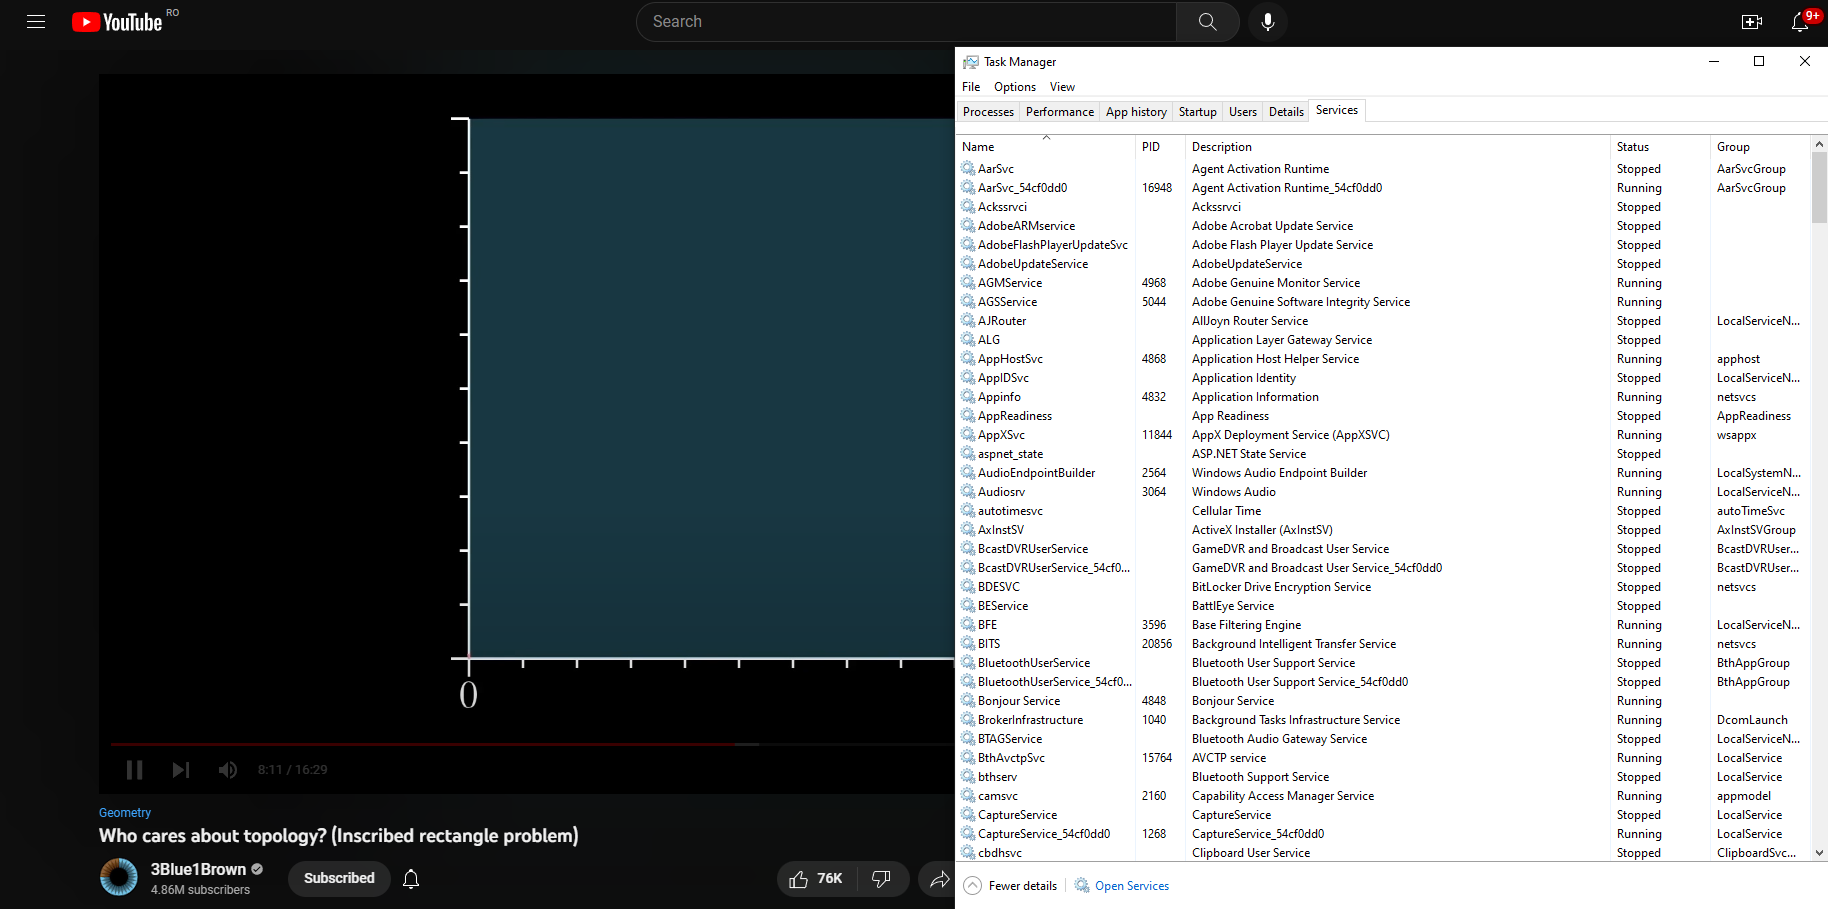 YouTube RO
Search
9+
Task Manager
File Options View
Processes Performance App history Startup Users Details Services
Name PID Description Status Group
AarSvc Agent Activation Runtime Stopped AarSvcGroup
AarSvc_54cf0dd0 16948 Agent Activation Runtime_54cf0dd0 Running AarSvcGroup
Ackssrvci Ackssrvci Stopped
AdobeARMservice Adobe Acrobat Update Service Stopped
AdobeFlashPlayerUpdateSvc Adobe Flash Player Update Service Stopped
AdobeUpdateService AdobeUpdateService Stopped
AGMService 4968 Adobe Genuine Monitor Service Running
AGSService 5044 Adobe Genuine Software Integrity Service Running
AJRouter AllJoyn Router Service Stopped LocalServiceN...
ALG Application Layer Gateway Service Stopped
AppHostSvc 4868 Application Host Helper Service Running apphost
AppIDSvc Application Identity Stopped LocalServiceN...
Appinfo 4832 Application Information Running netsvcs
AppReadiness App Readiness Stopped AppReadiness
AppXSvc 11844 AppX Deployment Service (AppXSVC) Running wsappx
aspnet_state ASP.NET State Service Stopped
AudioEndpointBuilder 2564 Windows Audio Endpoint Builder Running LocalSystemN...
Audiosrv 3064 Windows Audio Running LocalServiceN...
autotimesvc Cellular Time Stopped autoTimeSvc
AxInstSV ActiveX Installer (AxInstSV) Stopped AxInstSVGroup
BcastDVRUserService GameDVR and Broadcast User Service Stopped BcastDVRUser...
BcastDVRUserService_54cf0... GameDVR and Broadcast User Service_54cf0dd0 Stopped BcastDVRUser...
BDESVC BitLocker Drive Encryption Service Stopped netsvcs
BEService BattlEye Service Stopped
BFE 3596 Base Filtering Engine Running LocalServiceN...
BITS 20856 Background Intelligent Transfer Service Running netsvcs
BluetoothUserService Bluetooth User Support Service Stopped BthAppGroup
BluetoothUserService_54cf0... Bluetooth User Support Service_54cf0dd0 Stopped BthAppGroup
Bonjour Service 4848 Bonjour Service Running
BrokerInfrastructure 1040 Background Tasks Infrastructure Service Running DcomLaunch
BTAGService Bluetooth Audio Gateway Service Stopped LocalServiceN...
BthAvctpSvc 15764 AVCTP service Running LocalService
bthserv Bluetooth Support Service Stopped LocalService
camsvc 2160 Capability Access Manager Service Running appmodel
CaptureService CaptureService Stopped LocalService
CaptureService_54cf0dd0 1268 CaptureService_54cf0dd0 Running LocalService
cbdhsvc Clipboard User Service Stopped ClipboardSvc...
Fewer details Open Services
0
8:11 / 16:29
Geometry
Who cares about topology? (Inscribed rectangle problem)
3Blue1Brown
4.86M subscribers
Subscribed
76K